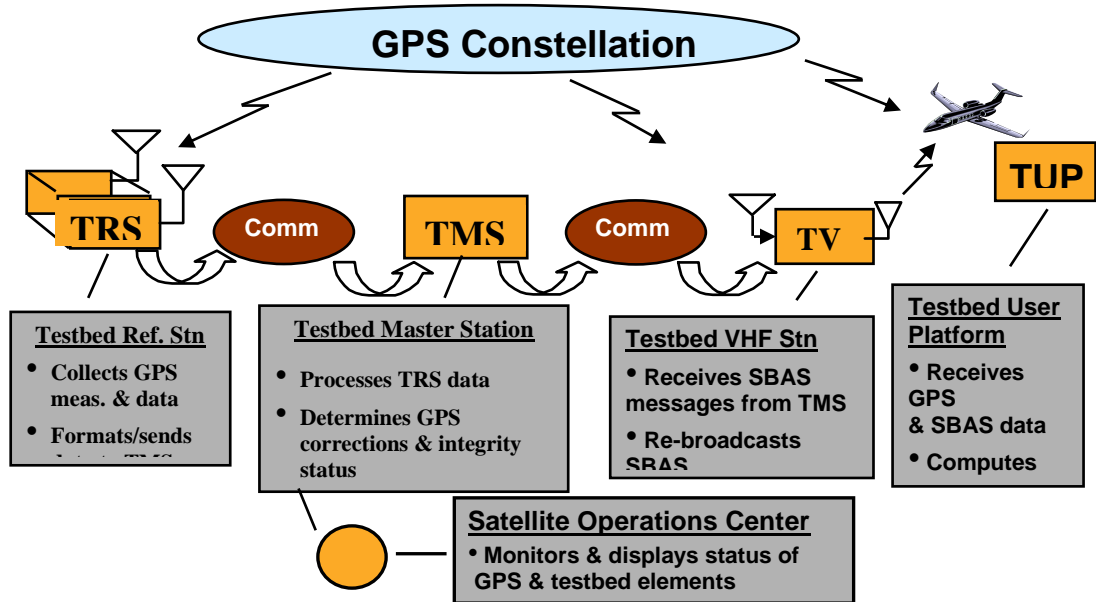 GPS Constellation
TUP
TRS
Comm
TMS
Comm
TV
Testbed Ref. Stn
• Collects GPS
meas. & data
• Formats/sends
Testbed Master Station
• Processes TRS data
• Determines GPS
corrections & integrity
status
Testbed VHF Stn
• Receives SBAS
messages from TMS
• Re-broadcasts
SBAS
Testbed User
Platform
• Receives
GPS
& SBAS data
• Computes
Satellite Operations Center
• Monitors & displays status of
GPS & testbed elements